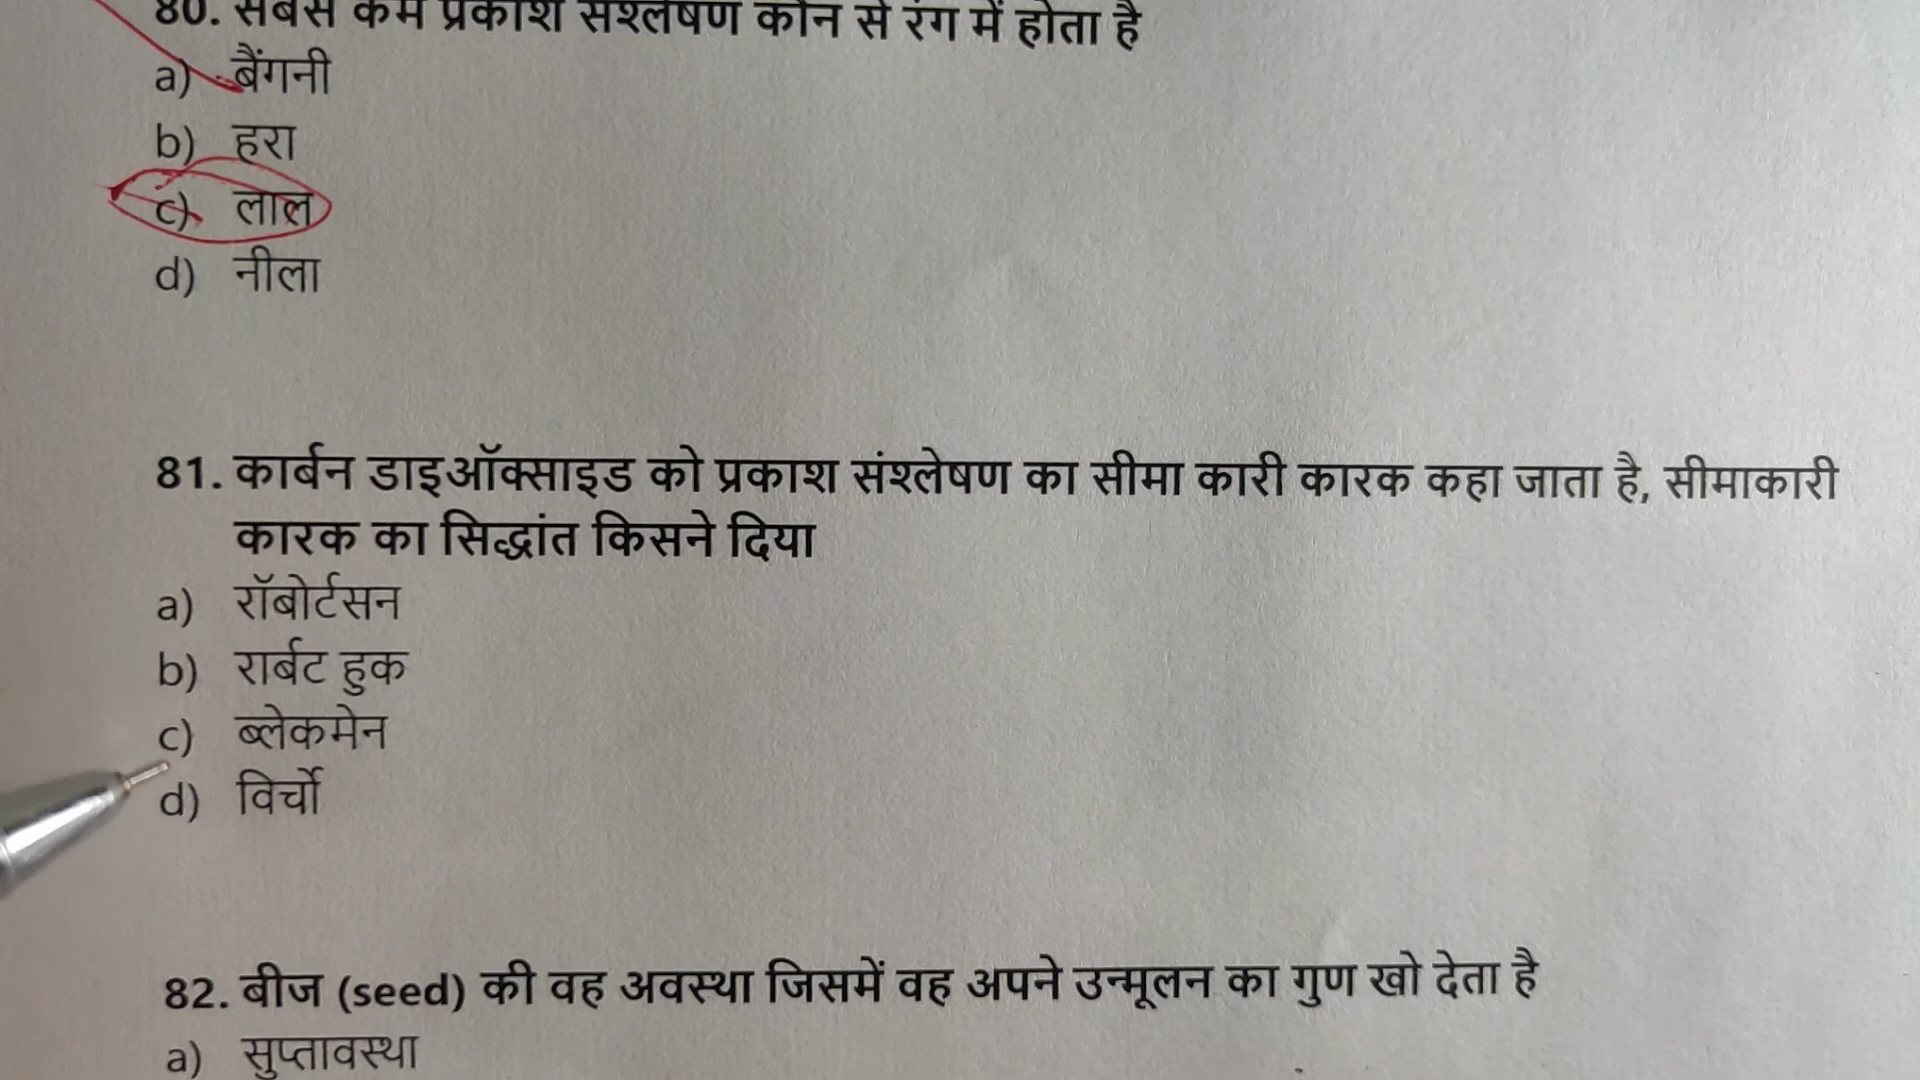 80. सबसे कम प्रकाश संश्लेषण कौन से रंग में होता है
a) बैंगनी
b) हरा
c) लाल
d) नीला
81. कार्बन डाइऑक्साइड को प्रकाश संश्लेषण का सीमा कारी कारक कहा जाता है, सीमाकारी
कारक का सिद्धांत किसने दिया
a) रॉबोर्टसन
b) रार्बट हुक
c) ब्लेकमेन
d) विर्चो
82. बीज (seed) की वह अवस्था जिसमें वह अपने उन्मूलन का गुण खो देता है
a) सुप्तावस्था